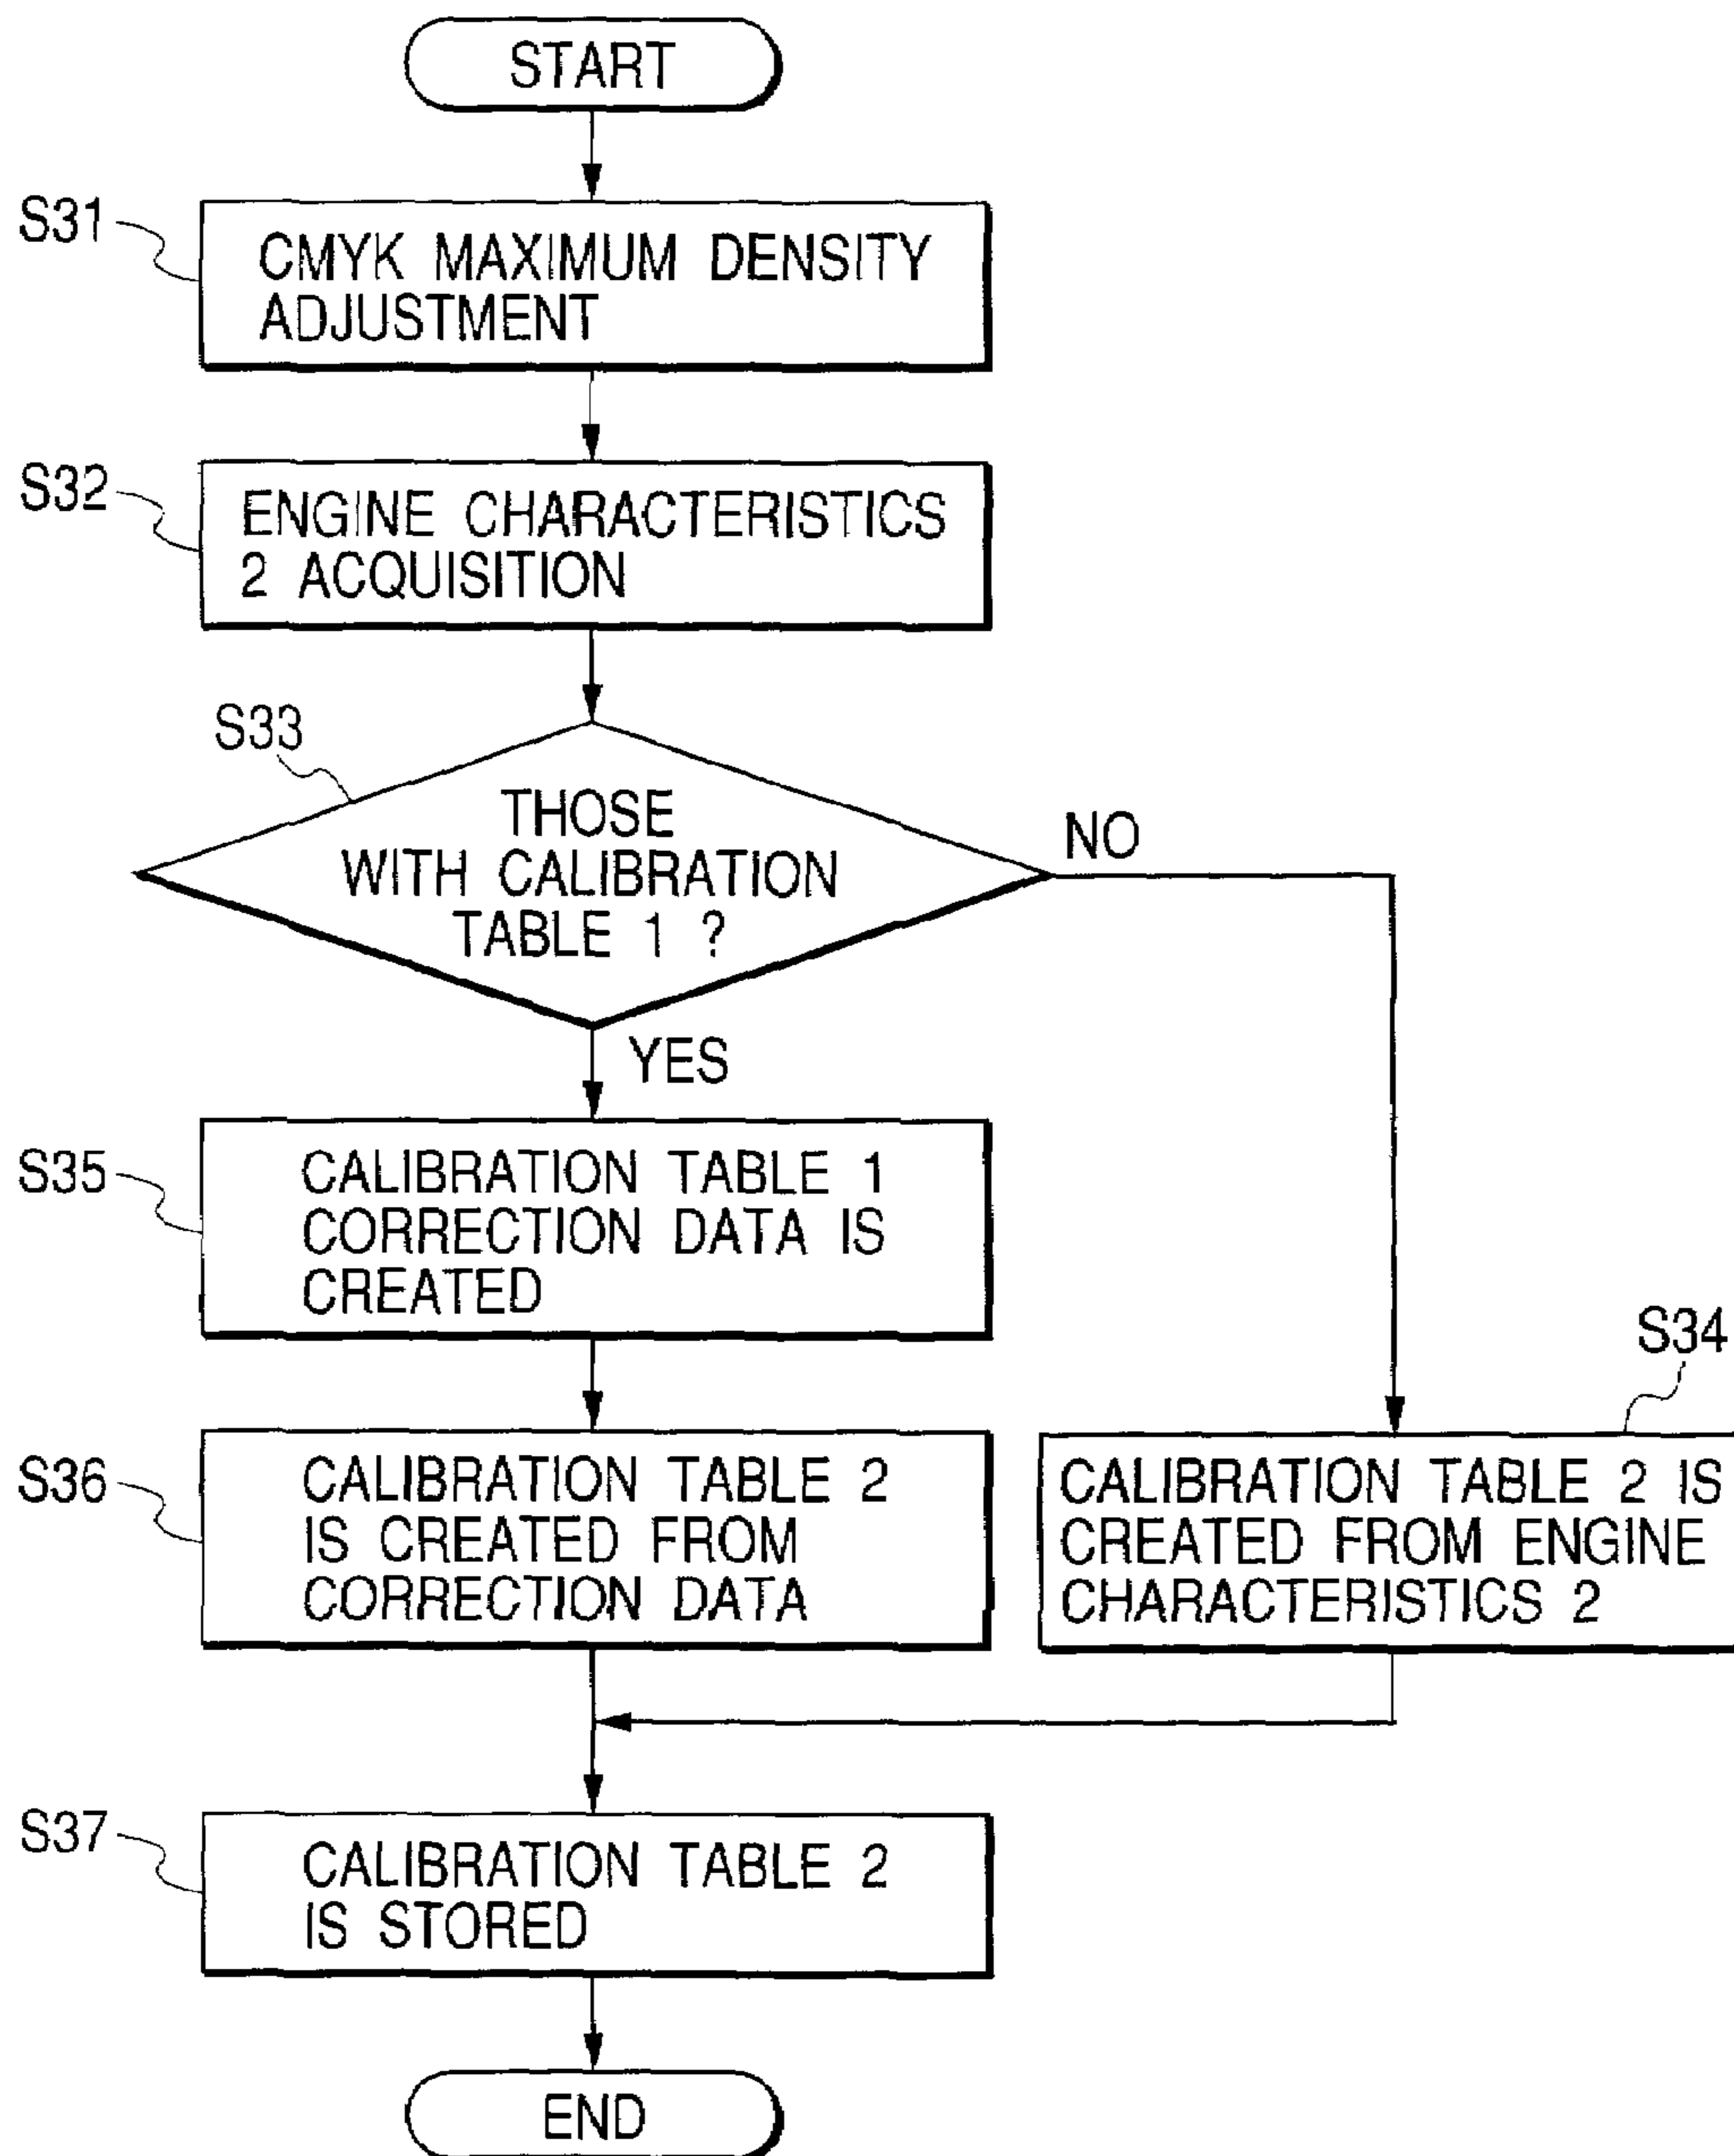 START
S31
CMYK MAXIMUM DENSITY
ADJUSTMENT
S32
ENGINE CHARACTERISTICS
2 ACQUISITION
S33
THOSE
WITH CALIBRATION
TABLE 1 ?
NO
YES
S35
CALIBRATION TABLE 1
CORRECTION DATA IS
CREATED
S34
S36
CALIBRATION TABLE 2
IS CREATED FROM
CORRECTION DATA
CALIBRATION TABLE 2 IS
CREATED FROM ENGINE
CHARACTERISTICS 2
S37
CALIBRATION TABLE 2
IS STORED
END